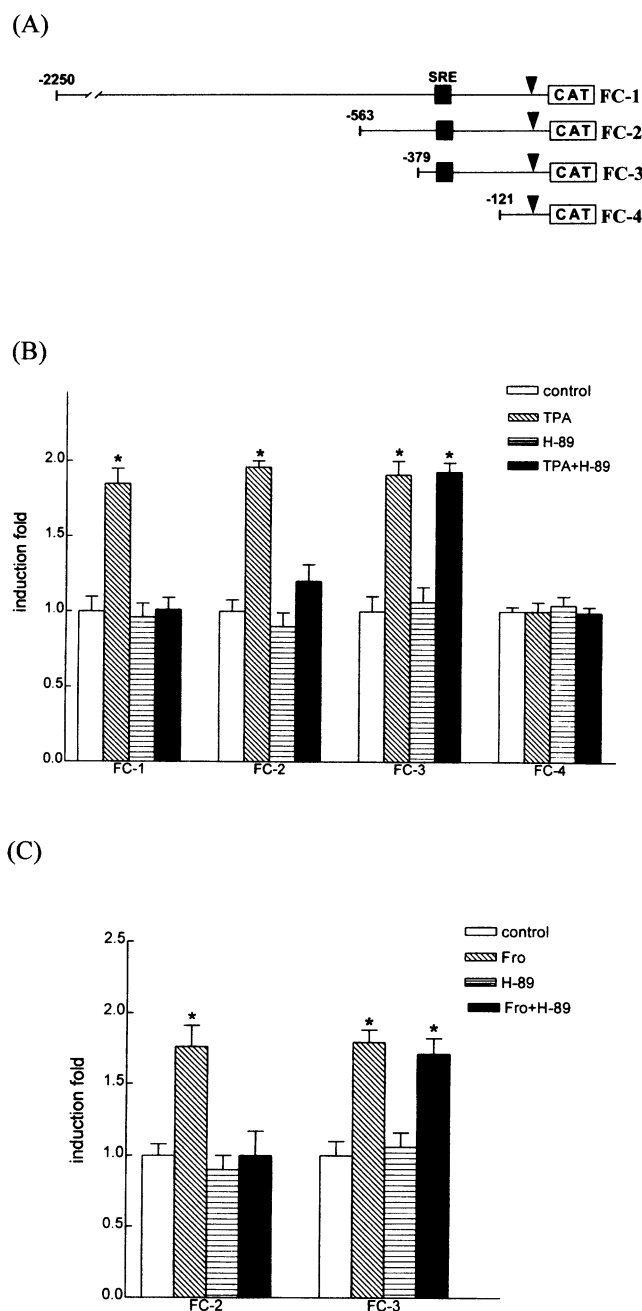 (A)
-2250
SRE
CAT FC-1
-563
CAT FC-2
-379
CAT FC-3
-121
CAT FC-4
(B)
control
TPA
H-89
TPA+H-89
induction fold
2.0
1.5
1.0
0.5
0.0
* * * *
FC-1 FC-2 FC-3 FC-4
(C)
control
Fro
H-89
Fro+H-89
induction fold
2.5
2.0
1.5
1.0
0.5
0.0
* * *
FC-2 FC-3